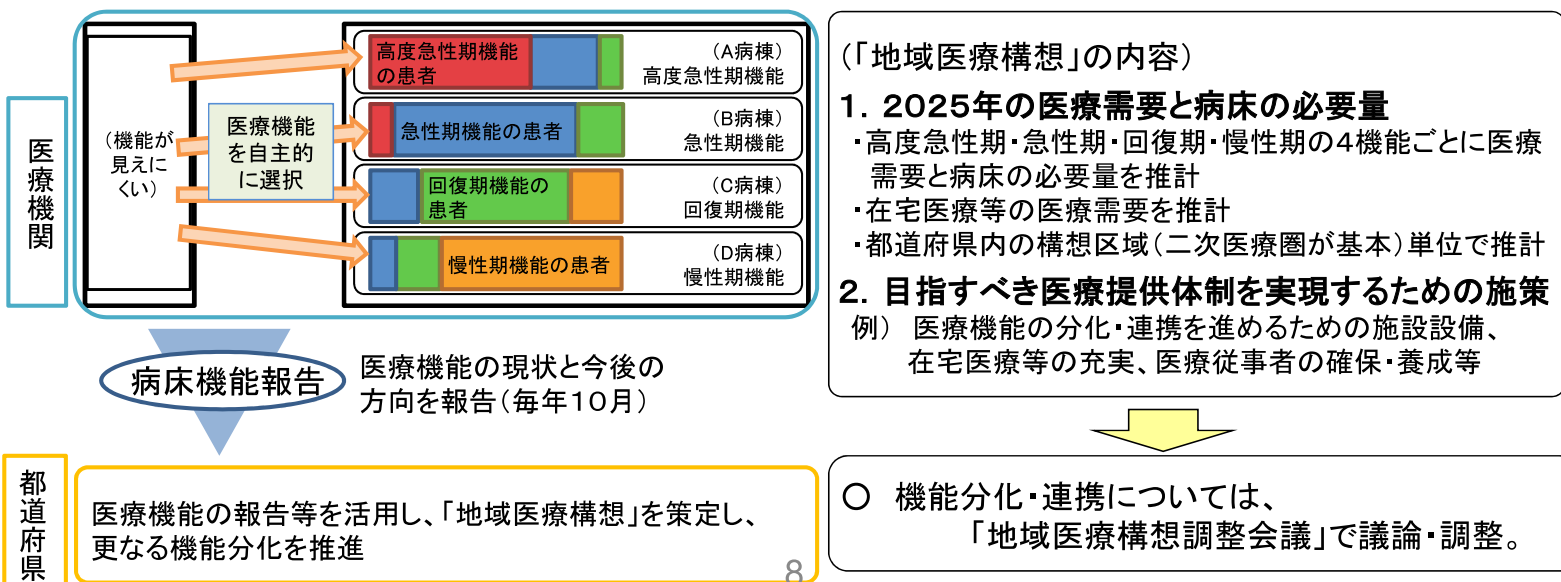 医療機関
(機能が
見えに
くい)
医療機能
を自主的
に選択
高度急性期機能
の患者
(A病棟)
高度急性期機能
急性期機能の患者
(B病棟)
急性期機能
回復期機能の
患者
(C病棟)
回復期機能
慢性期機能の患者
(D病棟)
慢性期機能
病床機能報告
医療機能の現状と今後の
方向を報告(毎年10月)
都道府県
医療機能の報告等を活用し、「地域医療構想」を策定し、
更なる機能分化を推進
(「地域医療構想」の内容)
1．2025年の医療需要と病床の必要量
・高度急性期・急性期・回復期・慢性期の4機能ごとに医療
需要と病床の必要量を推計
・在宅医療等の医療需要を推計
・都道府県内の構想区域(二次医療圏が基本)単位で推計
2．目指すべき医療提供体制を実現するための施策
例） 医療機能の分化・連携を進めるための施設設備、
在宅医療等の充実、医療従事者の確保・養成等
○ 機能分化・連携については、
「地域医療構想調整会議」で議論・調整。
8